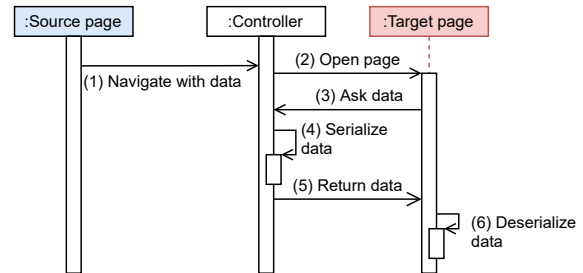 :Source page
:Controller
:Target page
(1) Navigate with data
(2) Open page
(3) Ask data
(4) Serialize
data
(5) Return data
(6) Deserialize
data